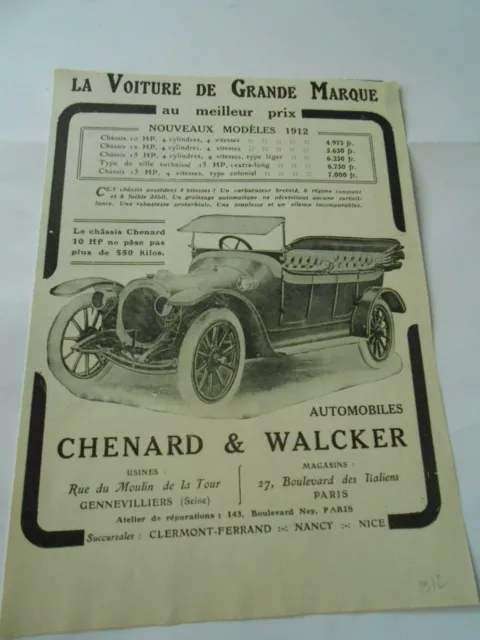 LA VOITURE DE GRANDE MARQUE
au meilleur prix
NOUVEAUX MODÈLES 1912
Châssis 10 HP, 4 cylindres, 4 vitesses 4.975 fr.
Châssis 12 HP, 4 cylindres, 4 vitesses 5.650 fr.
Châssis 15 HP, 4 cylindres, 4 vitesses, type léger 6.350 fr.
Type de ville surbaissé 15 HP, extra-long 6.750 fr.
Châssis 15 HP, 4 vitesses, type colonial 7.000 fr.
CES châssis possèdent 4 vitesses ! Un carburateur breveté, à régime constant
et à faible débit. Un graissage automatique ne nécessitant aucune surveil-
lance. Une robustesse proverbiale. Une souplesse et un silence incomparables.
Le châssis Chenard
10 HP ne pèse pas
plus de 550 kilos.
AUTOMOBILES
CHENARD & WALCKER
USINES :
Rue du Moulin de la Tour
GENNEVILLIERS (Seine)
MAGASINS :
27, Boulevard des Italiens
PARIS
Atelier de réparations : 143, Boulevard Ney, PARIS
Succursales : CLERMONT-FERRAND :-: NANCY :-: NICE
1912